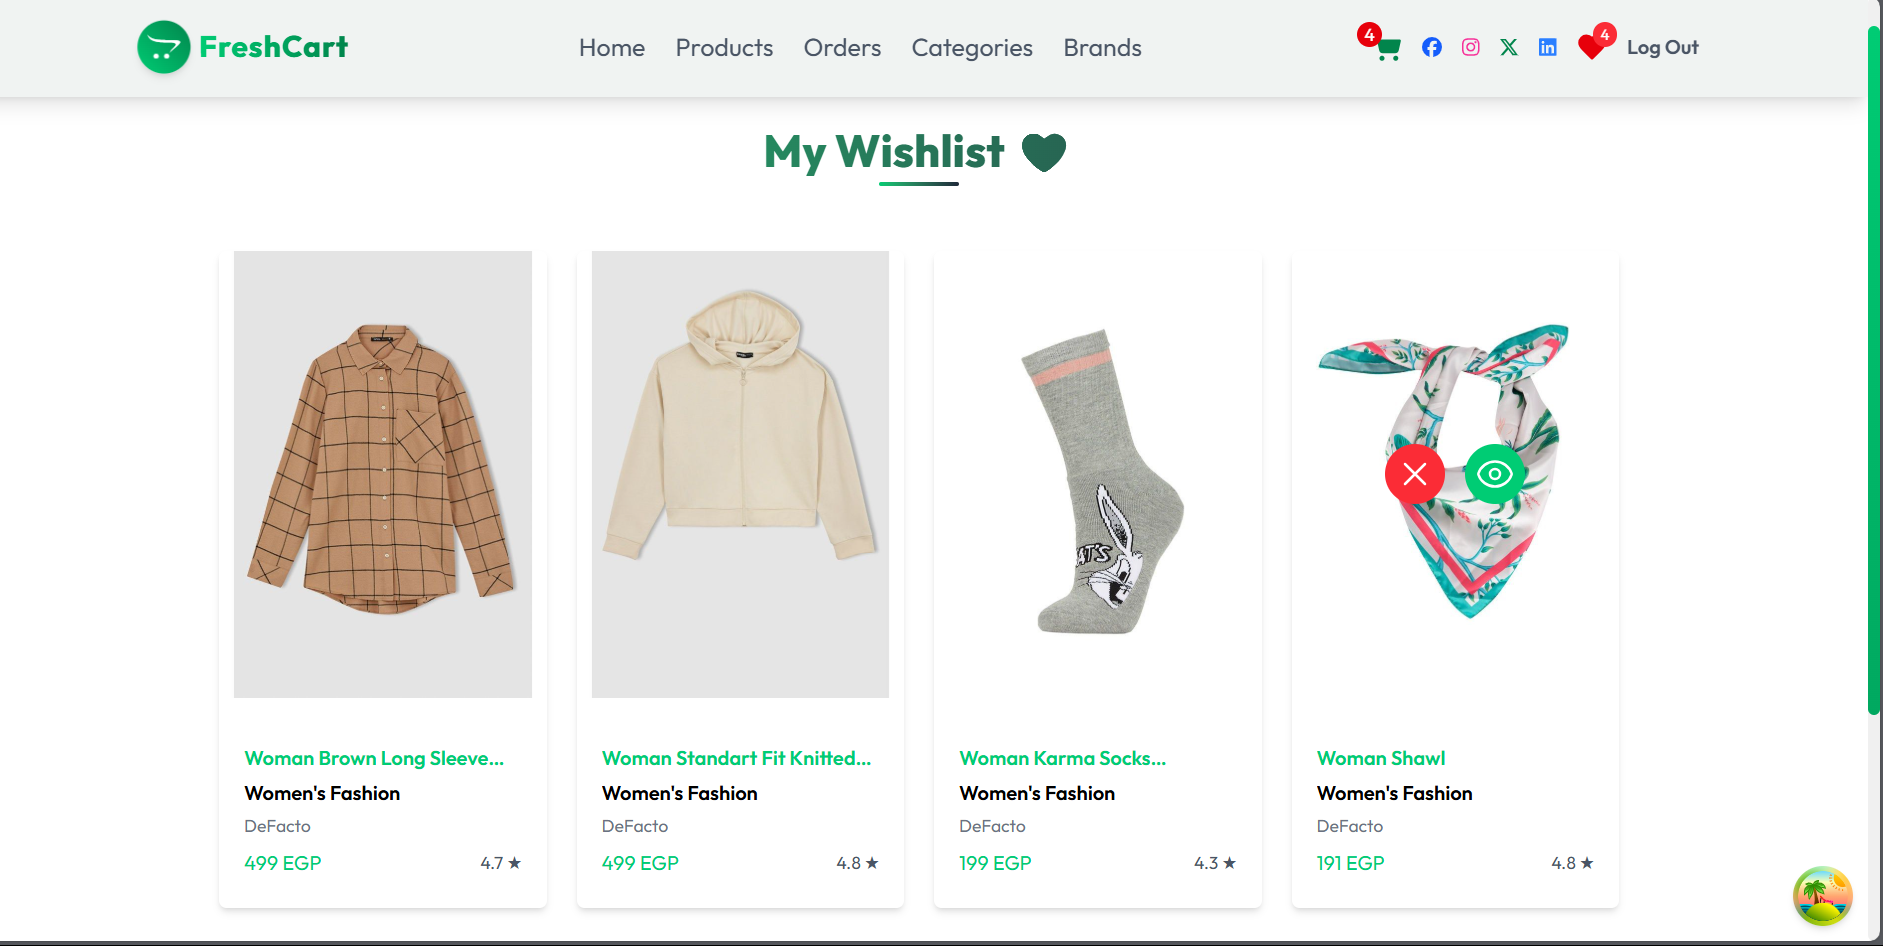 FreshCart
Home Products Orders Categories Brands
4
4
Log Out
My Wishlist
AT'S
Woman Brown Long Sleeve...
Women's Fashion
DeFacto
499 EGP
4.7 ★
Woman Standart Fit Knitted...
Women's Fashion
DeFacto
499 EGP
4.8 ★
Woman Karma Socks...
Women's Fashion
DeFacto
199 EGP
4.3 ★
Woman Shawl
Women's Fashion
DeFacto
191 EGP
4.8 ★